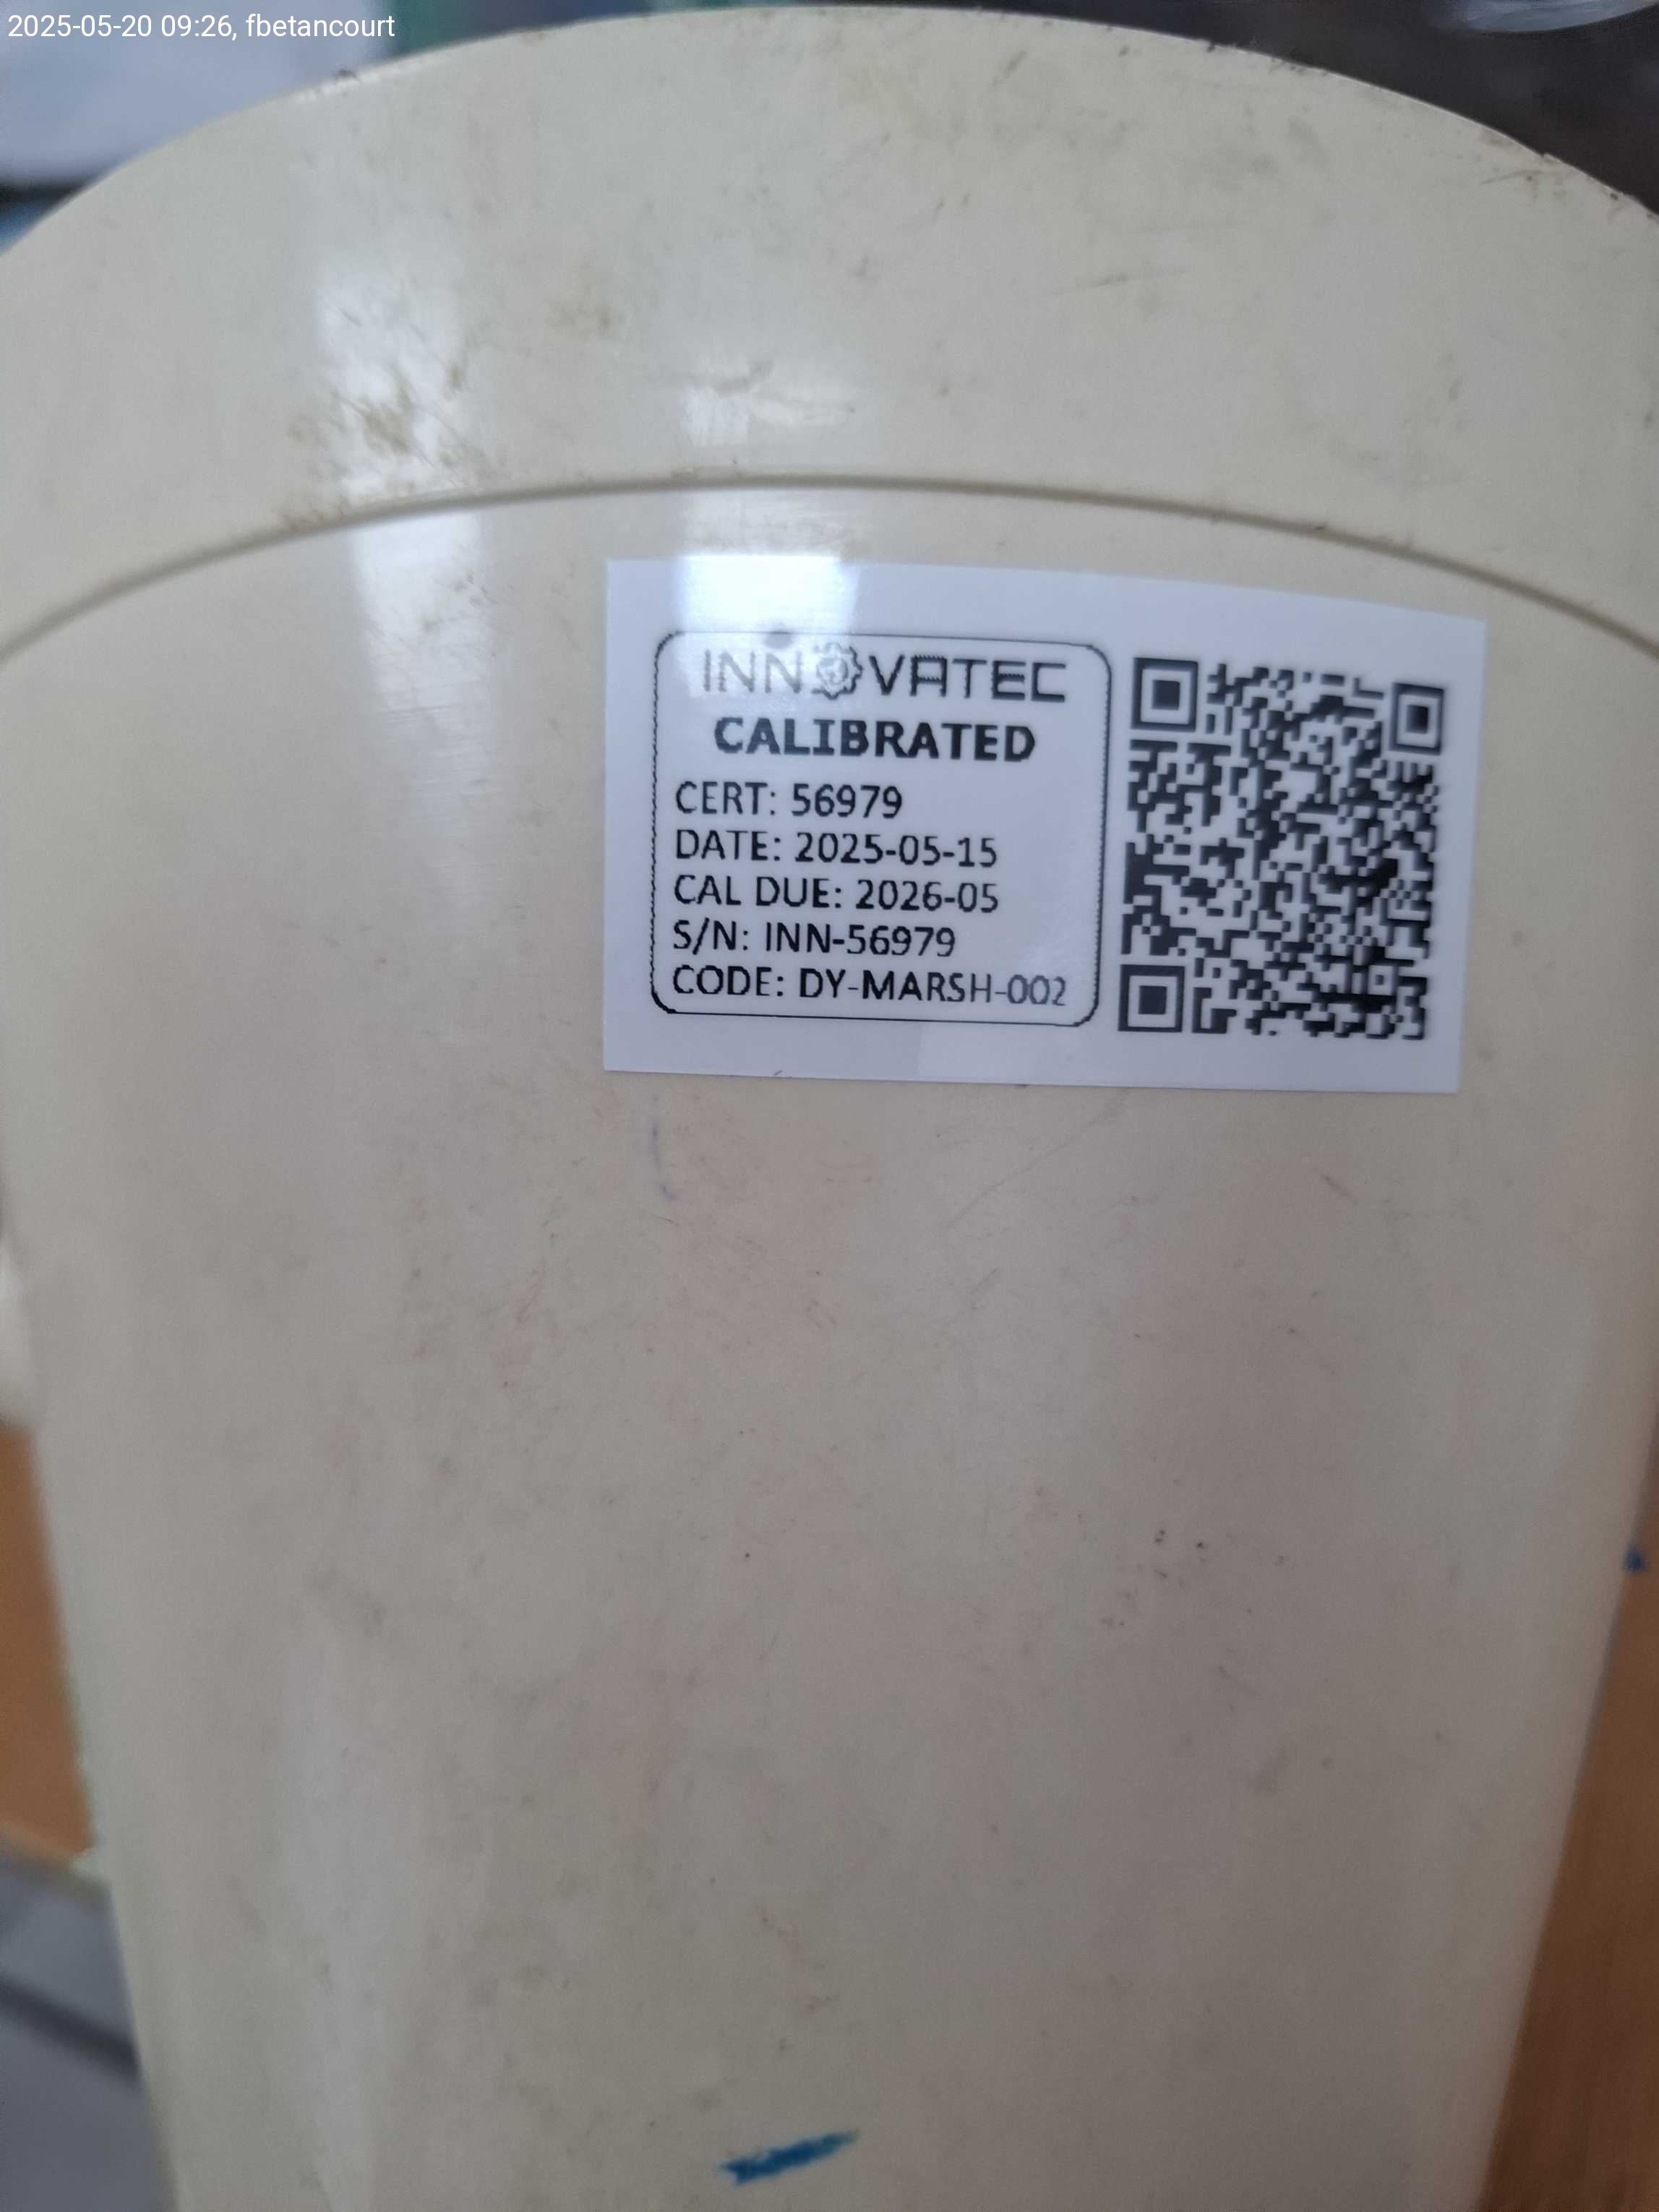 2025-05-20 09:26, fbetancourt
INNOVATEC
CALIBRATED
CERT: 56979
DATE: 2025-05-15
CAL DUE: 2026-05
S/N: INN-56979
CODE: DY-MARSH-002